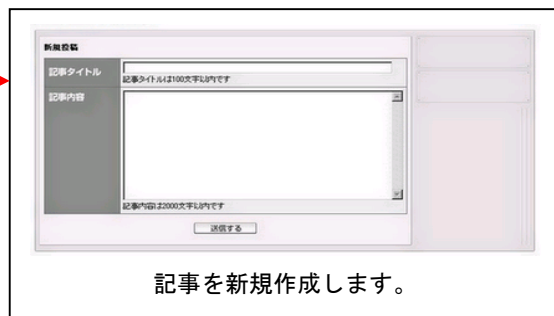 新規投稿
記事タイトル
記事タイトルは100文字以内です
記事内容
記事内容は2000文字以内です
送信する
記事を新規作成します。